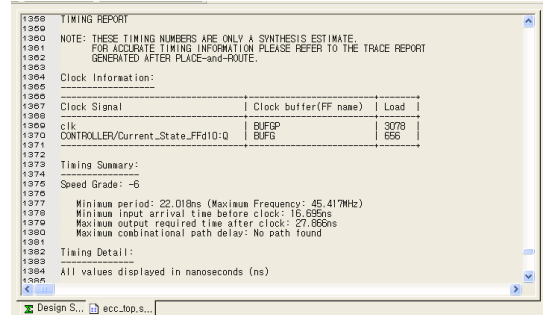 1358 TIMING REPORT
1359
1360 NOTE: THESE TIMING NUMBERS ARE ONLY A SYNTHESIS ESTIMATE.
1361 FOR ACCURATE TIMING INFORMATION PLEASE REFER TO THE TRACE REPORT
1362 GENERATED AFTER PLACE-and-ROUTE.
1363
1364 Clock Information:
1365 ------------------
1366 -----------------------------------+------------------------+-------+
1367 Clock Signal | Clock buffer(FF name) | Load |
1368 -----------------------------------+------------------------+-------+
1369 clk | BUFGP | 3078 |
1370 CONTROLLER/Current_State_FFd10:Q | BUFG | 656 |
1371 -----------------------------------+------------------------+-------+
1372
1373 Timing Summary:
1374 ---------------
1375 Speed Grade: -6
1376
1377 Minimum period: 22.018ns (Maximum Frequency: 45.417MHz)
1378 Minimum input arrival time before clock: 16.695ns
1379 Maximum output required time after clock: 27.866ns
1380 Maximum combinational path delay: No path found
1381
1382 Timing Detail:
1383 --------------
1384 All values displayed in nanoseconds (ns)
1385
Design S... ecc_top,s...